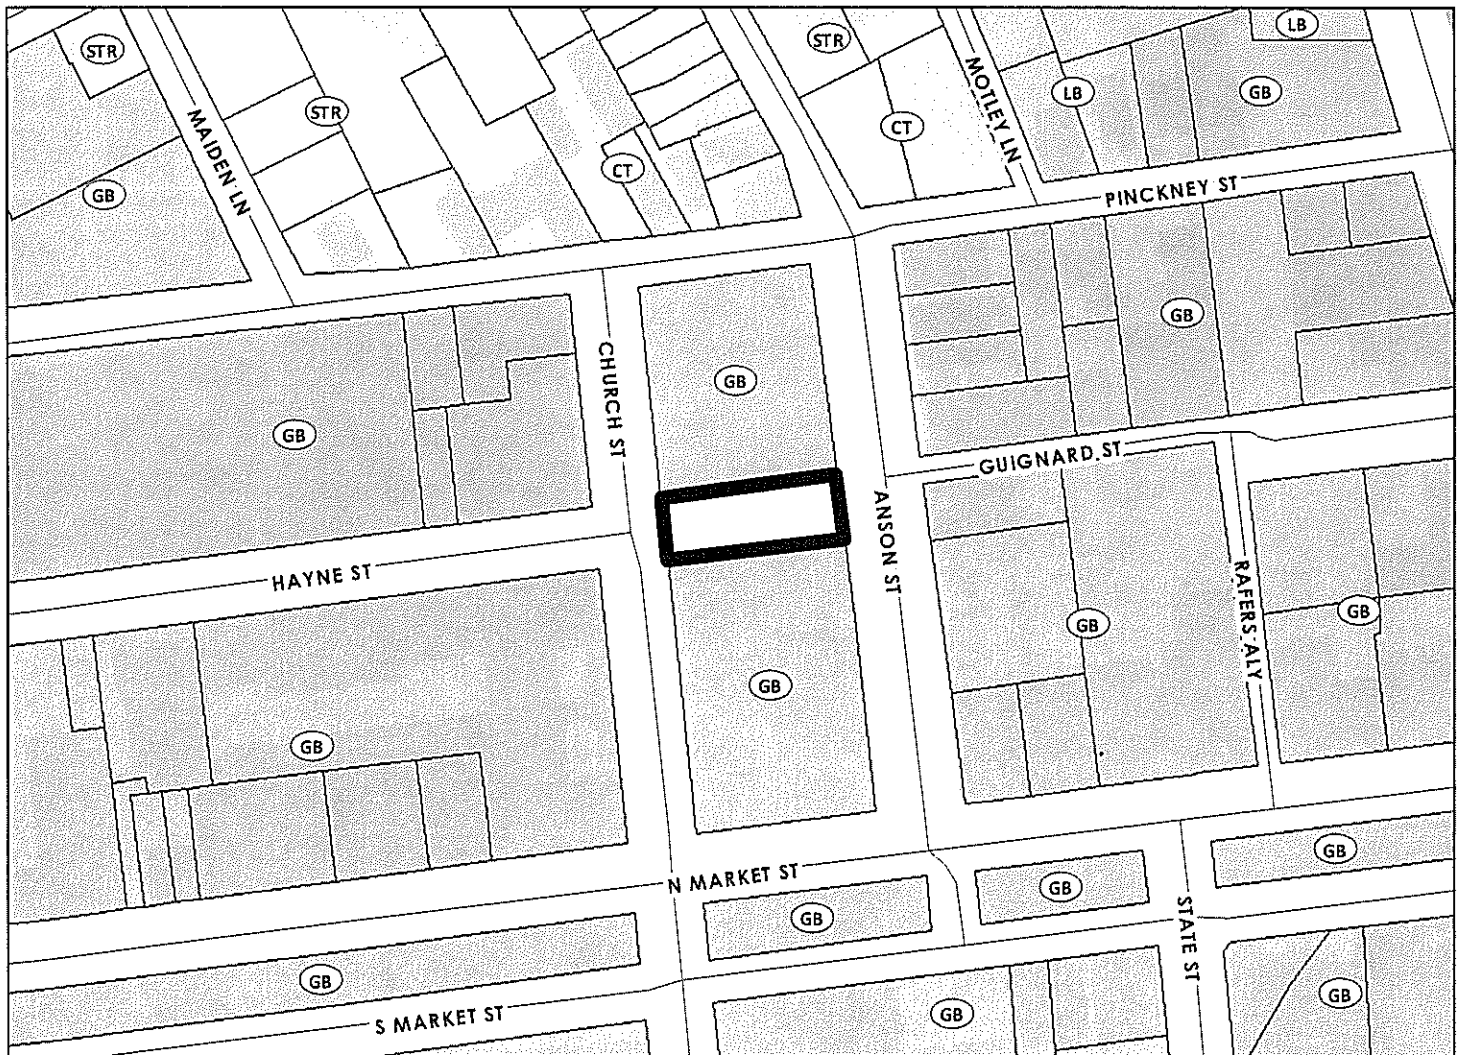 LB
STR
STR
LB
GB
STR
CT
MOTLEY LN
MAIDEN LN
CT
GB
PINCKNEY ST
GB
GB
CHURCH ST
GB
GUIGNARD ST
ANSON ST
HAYNE ST
RAFERS ALY
GB
GB
GB
GB
GB
N MARKET ST
GB
GB
GB
STATE ST
GB
GB
GB
S MARKET ST